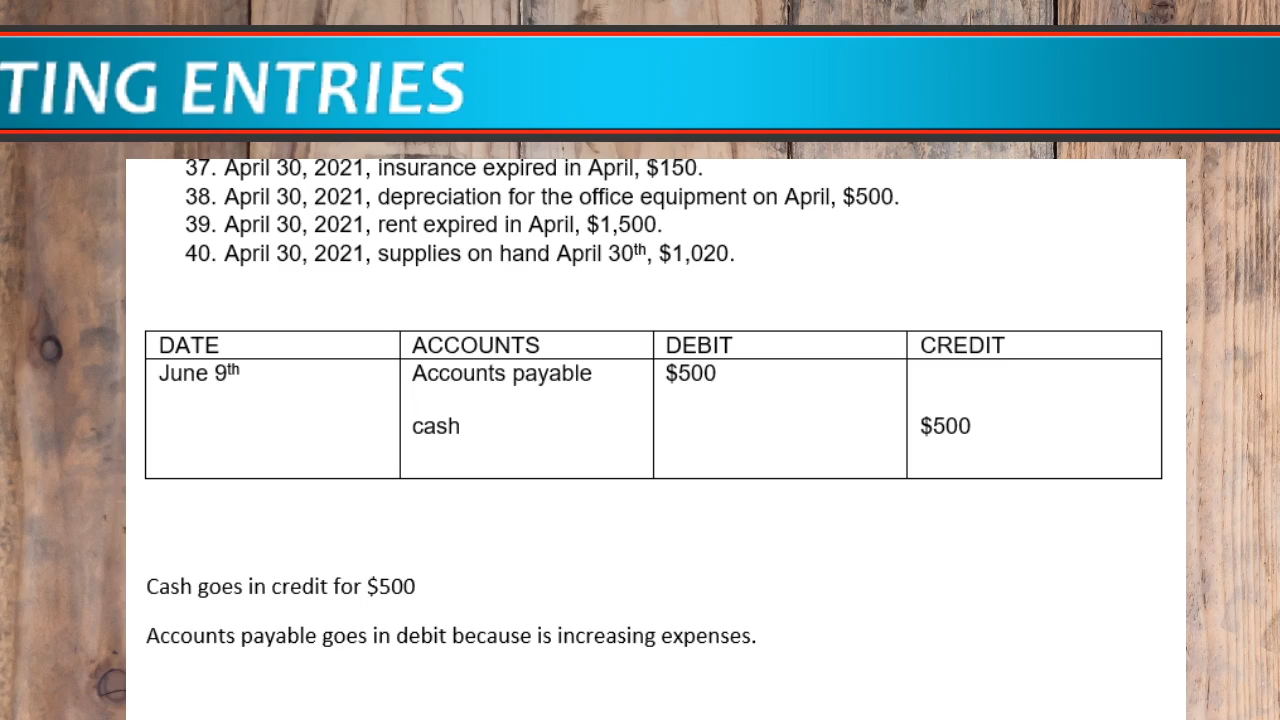 TING ENTRIES
37. April 30, 2021, insurance expired in April, $150.
38. April 30, 2021, depreciation for the office equipment on April, $500.
39. April 30, 2021, rent expired in April, $1,500.
40. April 30, 2021, supplies on hand April 30th, $1,020.
DATE ACCOUNTS DEBIT CREDIT
June 9th Accounts payable $500
cash $500
Cash goes in credit for $500
Accounts payable goes in debit because is increasing expenses.